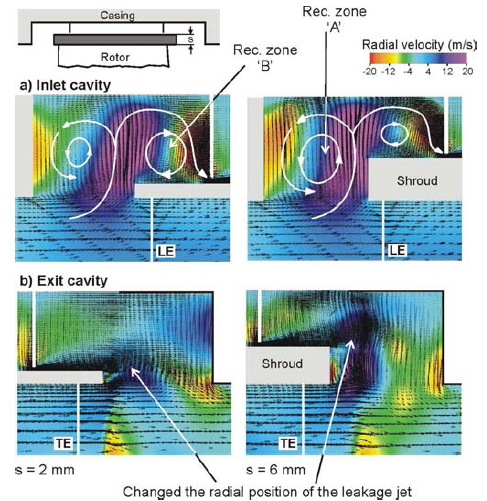 Casing
s
Rotor
Rec. zone
'A'
Rec. zone
'B'
Radial velocity (m/s)
-20 -12 -4 4 12 20
a) Inlet cavity
Shroud
LE
LE
b) Exit cavity
Shroud
TE
TE
s = 2 mm
s = 6 mm
Changed the radial position of the leakage jet